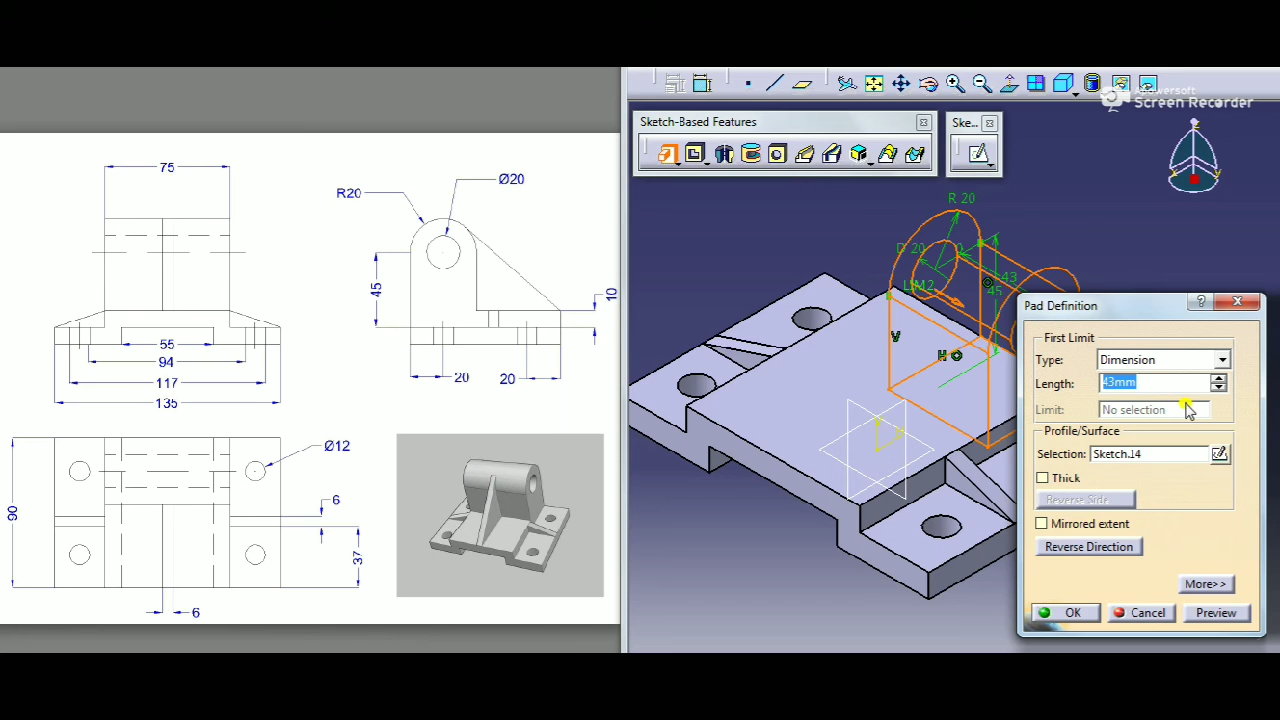 Apowersoft
Screen Recorder
Sketch-Based Features
Ske...
75
R20
Ø20
45
10
55
94
117
135
20
20
Ø12
90
6
37
6
R 20
D 20
43
45
LIM2
V
H
Pad Definition
First Limit
Type: Dimension
Length: 43mm
Limit: No selection
Profile/Surface
Selection: Sketch.14
Thick
Reverse Side
Mirrored extent
Reverse Direction
More>>
OK Cancel Preview